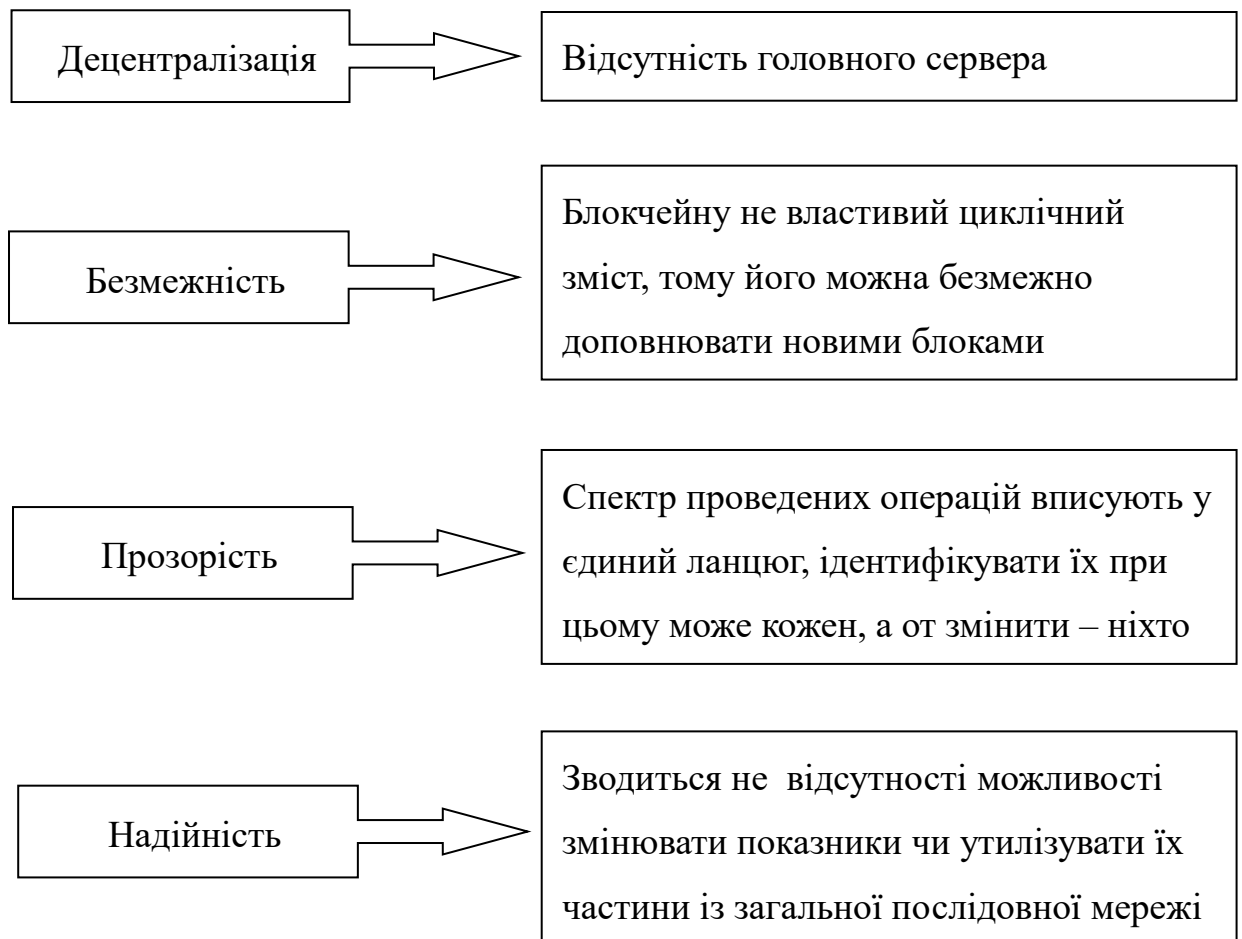 Децентралізація
Відсутність головного сервера
Безмежність
Блокчейну не властивий циклічний
зміст, тому його можна безмежно
доповнювати новими блоками
Прозорість
Спектр проведених операцій вписують у
єдиний ланцюг, ідентифікувати їх при
цьому може кожен, а от змінити – ніхто
Надійність
Зводиться не  відсутності можливості
змінювати показники чи утилізувати їх
частини із загальної послідовної мережі